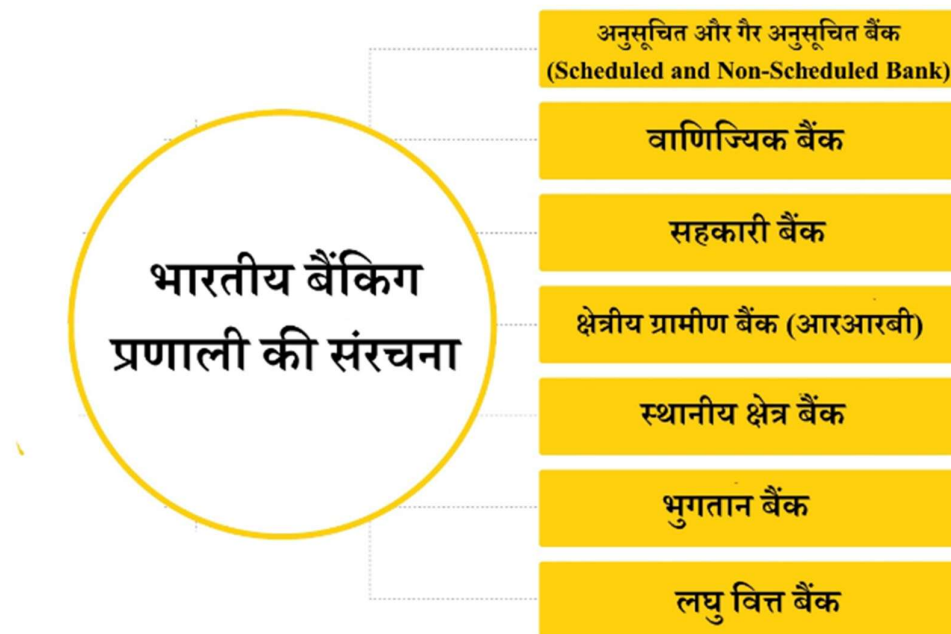 अनुसूचित और गैर अनुसूचित बैंक
(Scheduled and Non-Scheduled Bank)
वाणिज्यिक बैंक
सहकारी बैंक
भारतीय बैंकिग
प्रणाली की संरचना
क्षेत्रीय ग्रामीण बैंक (आरआरबी)
स्थानीय क्षेत्र बैंक
भुगतान बैंक
लघु वित्त बैंक